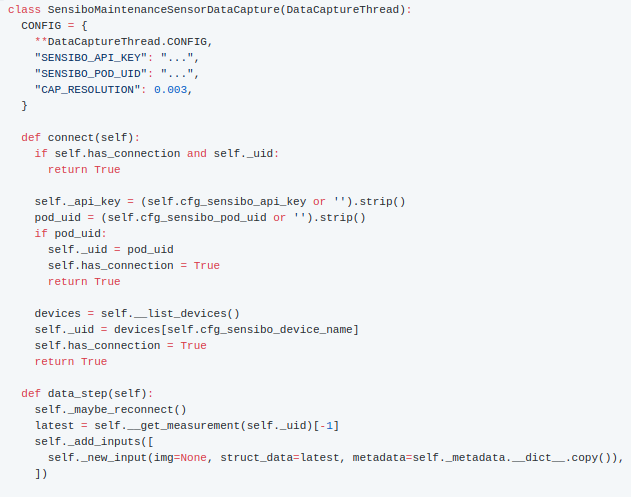 class SensiboMaintenanceSensorDataCapture(DataCaptureThread):
  CONFIG = {
    **DataCaptureThread.CONFIG,
    "SENSIBO_API_KEY": "...",
    "SENSIBO_POD_UID": "...",
    "CAP_RESOLUTION": 0.003,
  }

  def connect(self):
    if self.has_connection and self._uid:
      return True

    self._api_key = (self.cfg_sensibo_api_key or '').strip()
    pod_uid = (self.cfg_sensibo_pod_uid or '').strip()
    if pod_uid:
      self._uid = pod_uid
      self.has_connection = True
      return True

    devices = self.__list_devices()
    self._uid = devices[self.cfg_sensibo_device_name]
    self.has_connection = True
    return True

  def data_step(self):
    self._maybe_reconnect()
    latest = self.__get_measurement(self._uid)[-1]
    self._add_inputs([
      self._new_input(img=None, struct_data=latest, metadata=self._metadata.__dict__.copy()),
    ])